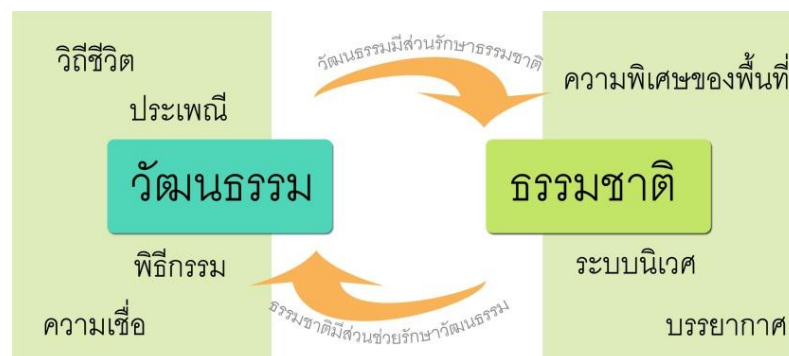 วิถีชีวิต
ประเพณี
วัฒนธรรม
พิธีกรรม
ความเชื่อ
วัฒนธรรมมีส่วนรักษาธรรมชาติ
ธรรมชาติมีส่วนช่วยรักษาวัฒนธรรม
ความพิเศษของพื้นที่
ธรรมชาติ
ระบบนิเวศ
บรรยากาศ